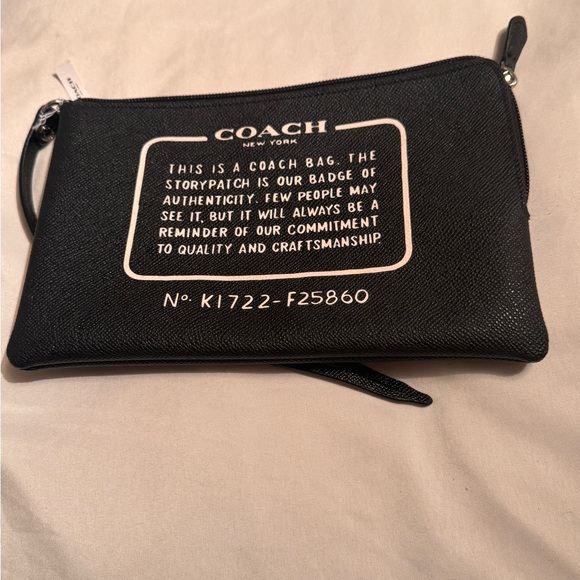 COACH
COACH
NEW YORK
THIS IS A COACH BAG. THE
STORYPATCH IS OUR BADGE OF
AUTHENTICITY. FEW PEOPLE MAY
SEE IT, BUT IT WILL ALWAYS BE A
REMINDER OF OUR COMMITMENT
TO QUALITY AND CRAFTSMANSHIP.
Nº. K1722-F25860